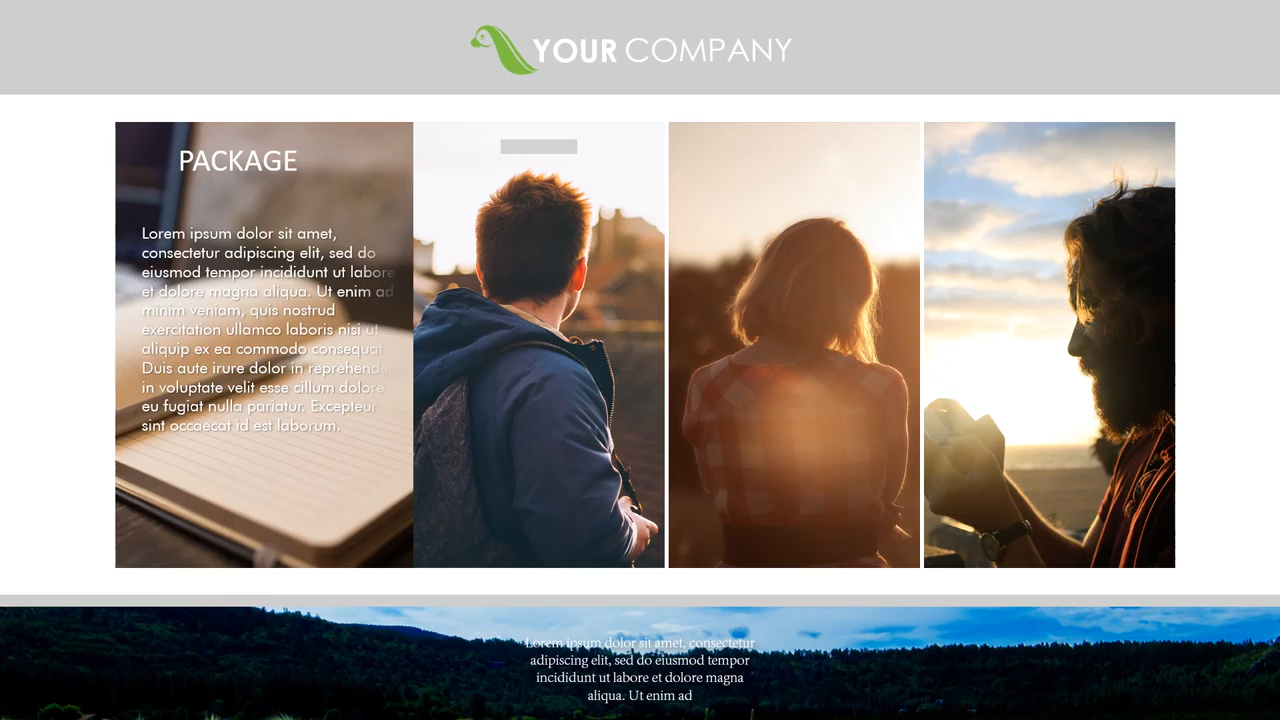 YOUR COMPANY
PACKAGE
Lorem ipsum dolor sit amet,
consectetur adipiscing elit, sed do
eiusmod tempor incididunt ut labore
et dolore magna aliqua. Ut enim ad
minim veniam, quis nostrud
exercitation ullamco laboris nisi ut
aliquip ex ea commodo consequat.
Duis aute irure dolor in reprehende
in voluptate velit esse cillum dolore
eu fugiat nulla pariatur. Excepteur
sint occaecat id est laborum.
Lorem ipsum dolor sit amet, consectetur
adipiscing elit, sed do eiusmod tempor
incididunt ut labore et dolore magna
aliqua. Ut enim ad